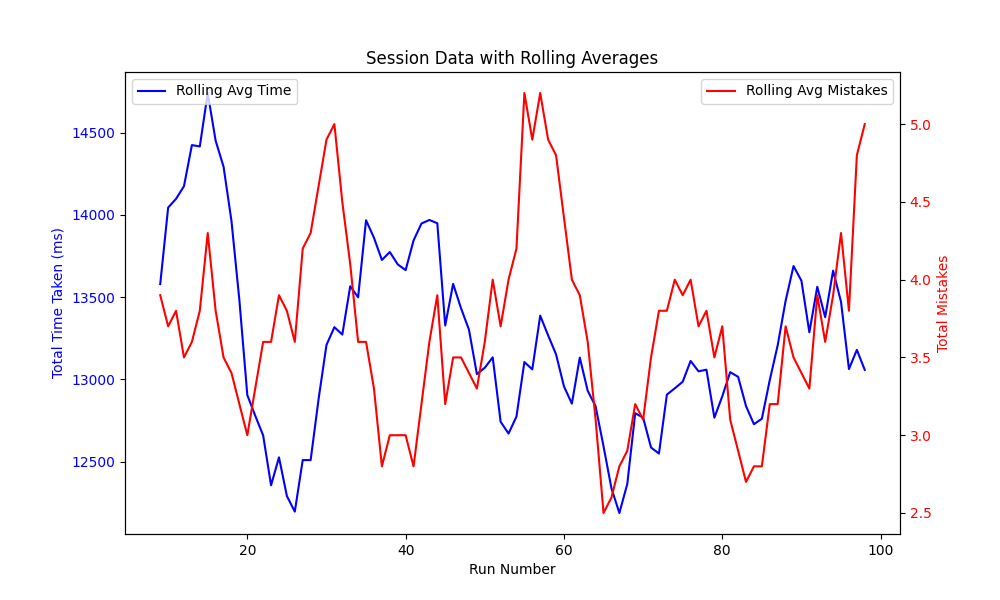 Session Data with Rolling Averages
Rolling Avg Time
Rolling Avg Mistakes
Total Time Taken (ms)
14500
14000
13500
13000
12500
5.0
4.5
4.0
3.5
3.0
2.5
Total Mistakes
20
40
60
80
100
Run Number